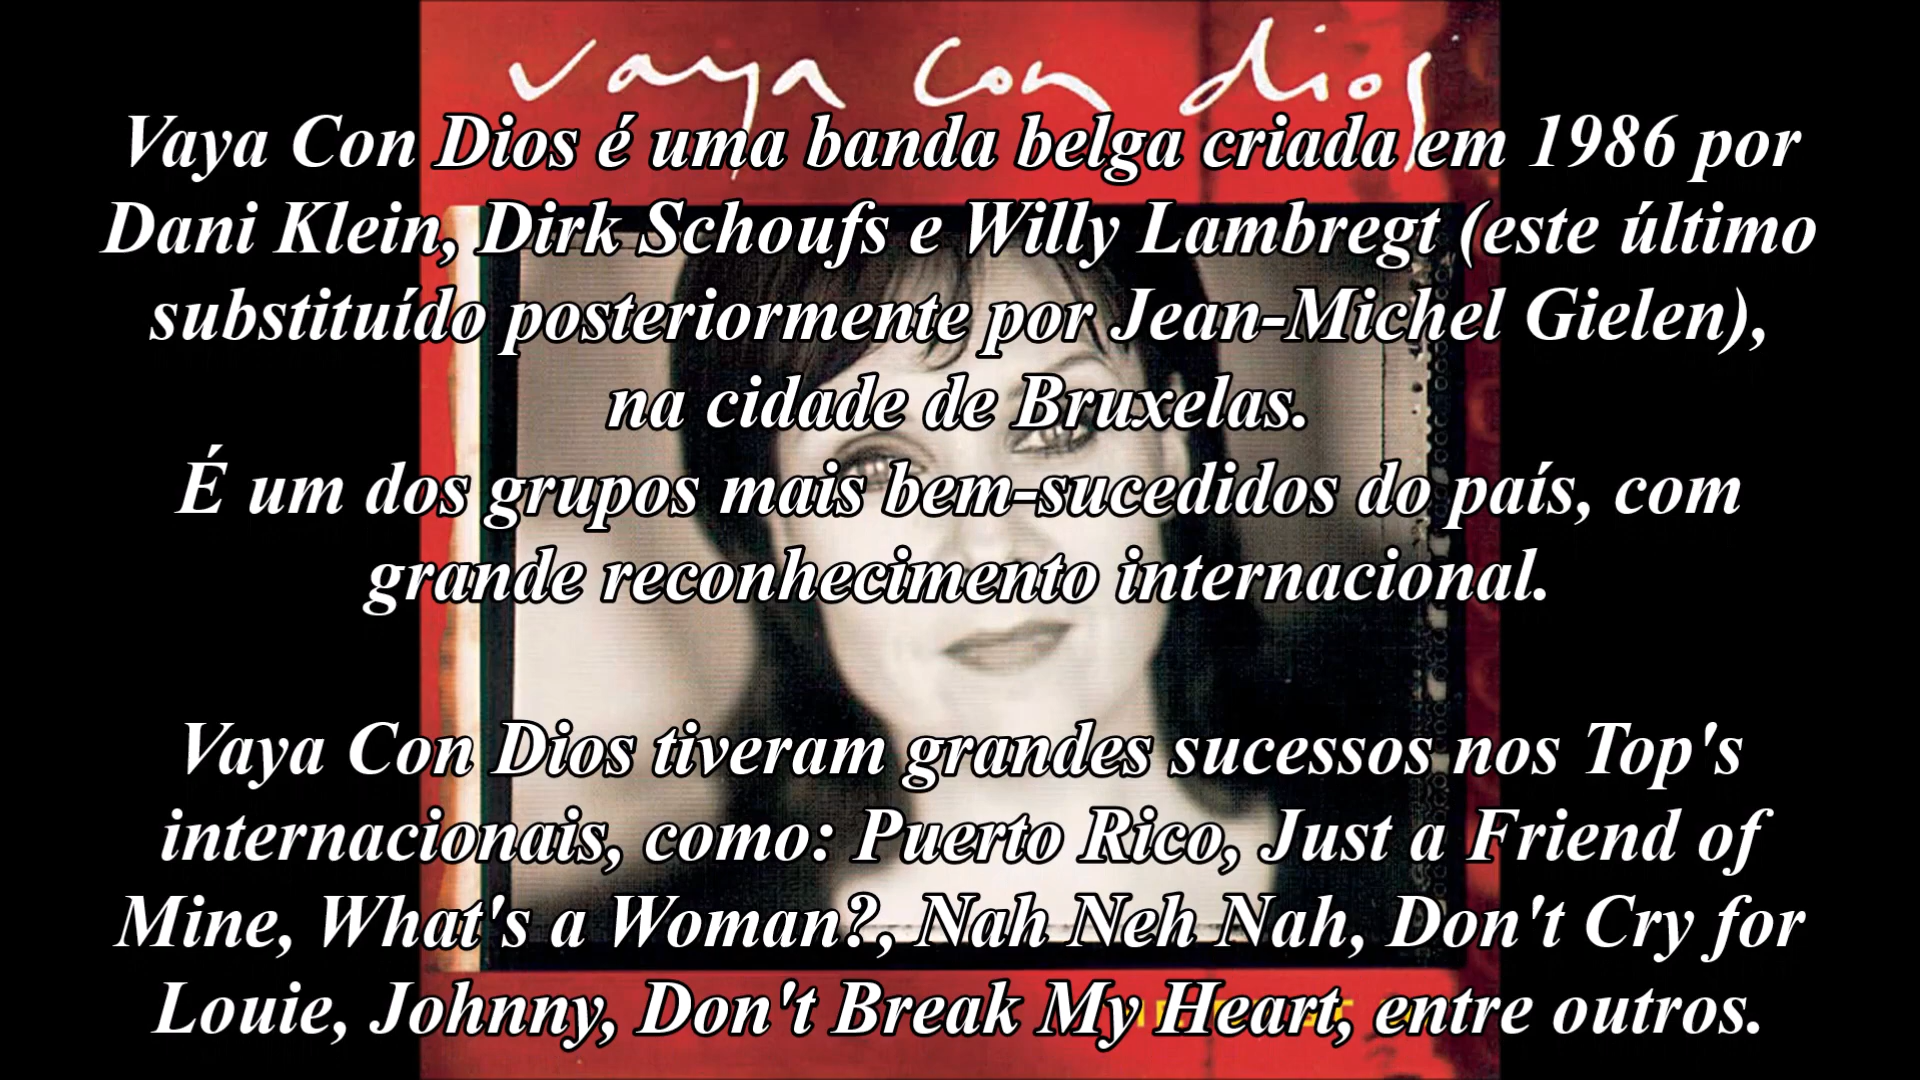 vaya con dios
Vaya Con Dios é uma banda belga criada em 1986 por
Dani Klein, Dirk Schoufs e Willy Lambregt (este último
substituído posteriormente por Jean-Michel Gielen),
na cidade de Bruxelas.
É um dos grupos mais bem-sucedidos do país, com
grande reconhecimento internacional.
Vaya Con Dios tiveram grandes sucessos nos Top's
internacionais, como: Puerto Rico, Just a Friend of
Mine, What's a Woman?, Nah Neh Nah, Don't Cry for
Louie, Johnny, Don't Break My Heart, entre outros.